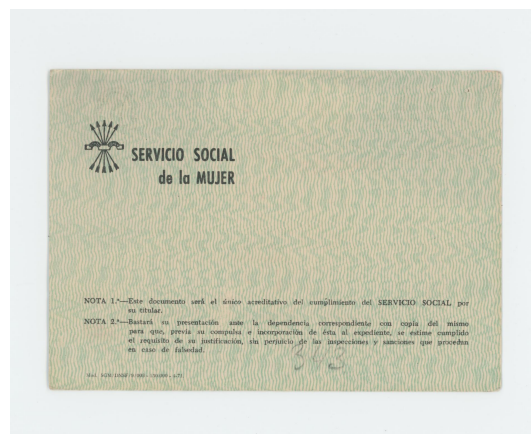 SERVICIO SOCIAL
de la MUJER
NOTA 1.ª—Este documento será el único acreditativo del cumplimiento del SERVICIO SOCIAL por
su titular.
NOTA 2.ª—Bastará su presentación ante la dependencia correspondiente con copia del mismo
para que, previa su compulsa e incorporación de ésta al expediente, se estime cumplido
el requisito de su justificación, sin perjuicio de las inspecciones y sanciones que procedan
en caso de falsedad.
Mod.